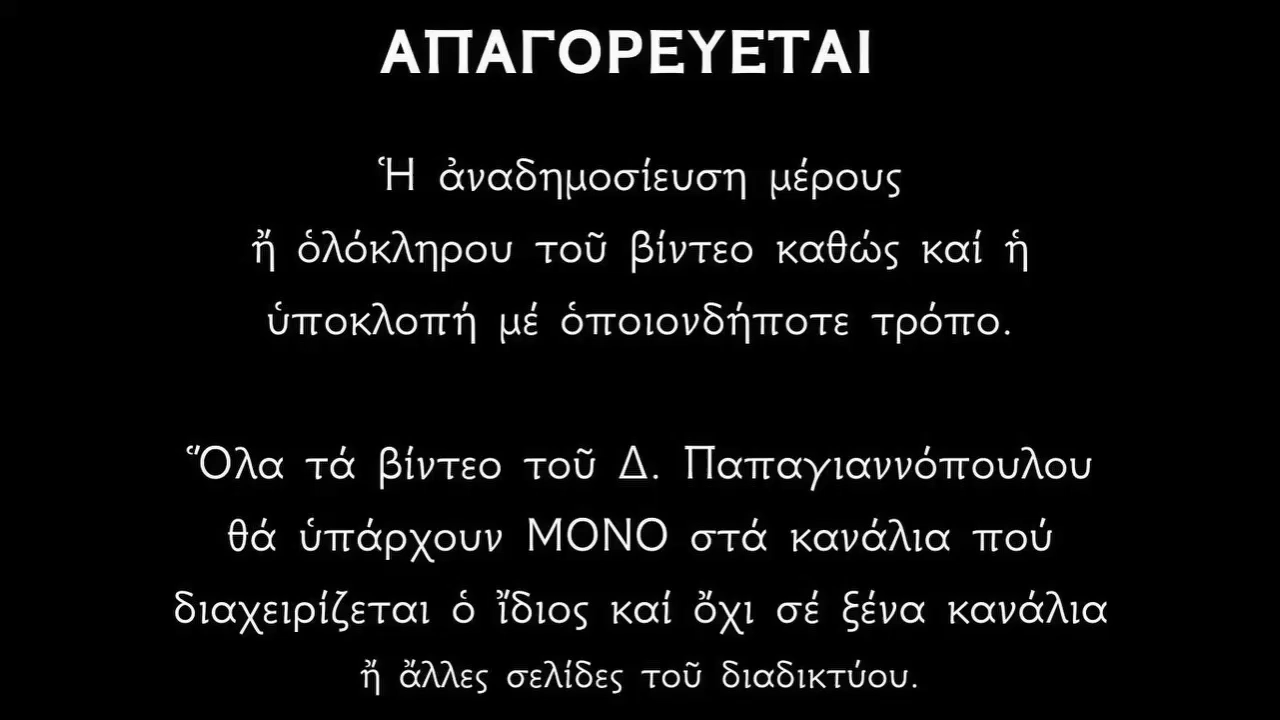 ΑΠΑΓΟΡΕΥΕΤΑΙ
Ἡ ἀναδημοσίευση μέρους
ἤ ὁλόκληρου τοῦ βίντεο καθώς καί ἡ
ὑποκλοπή μέ ὁποιονδήποτε τρόπο.
Ὅλα τά βίντεο τοῦ Δ. Παπαγιαννόπουλου
θά ὑπάρχουν ΜΟΝΟ στά κανάλια πού
διαχειρίζεται ὁ ἴδιος καί ὄχι σέ ξένα κανάλια
ἤ ἄλλες σελίδες τοῦ διαδικτύου.